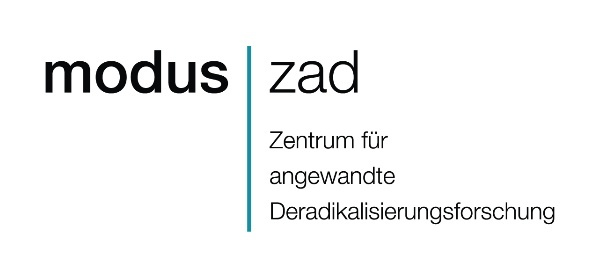 modus | zad
Zentrum für
angewandte
Deradikalisierungsforschung